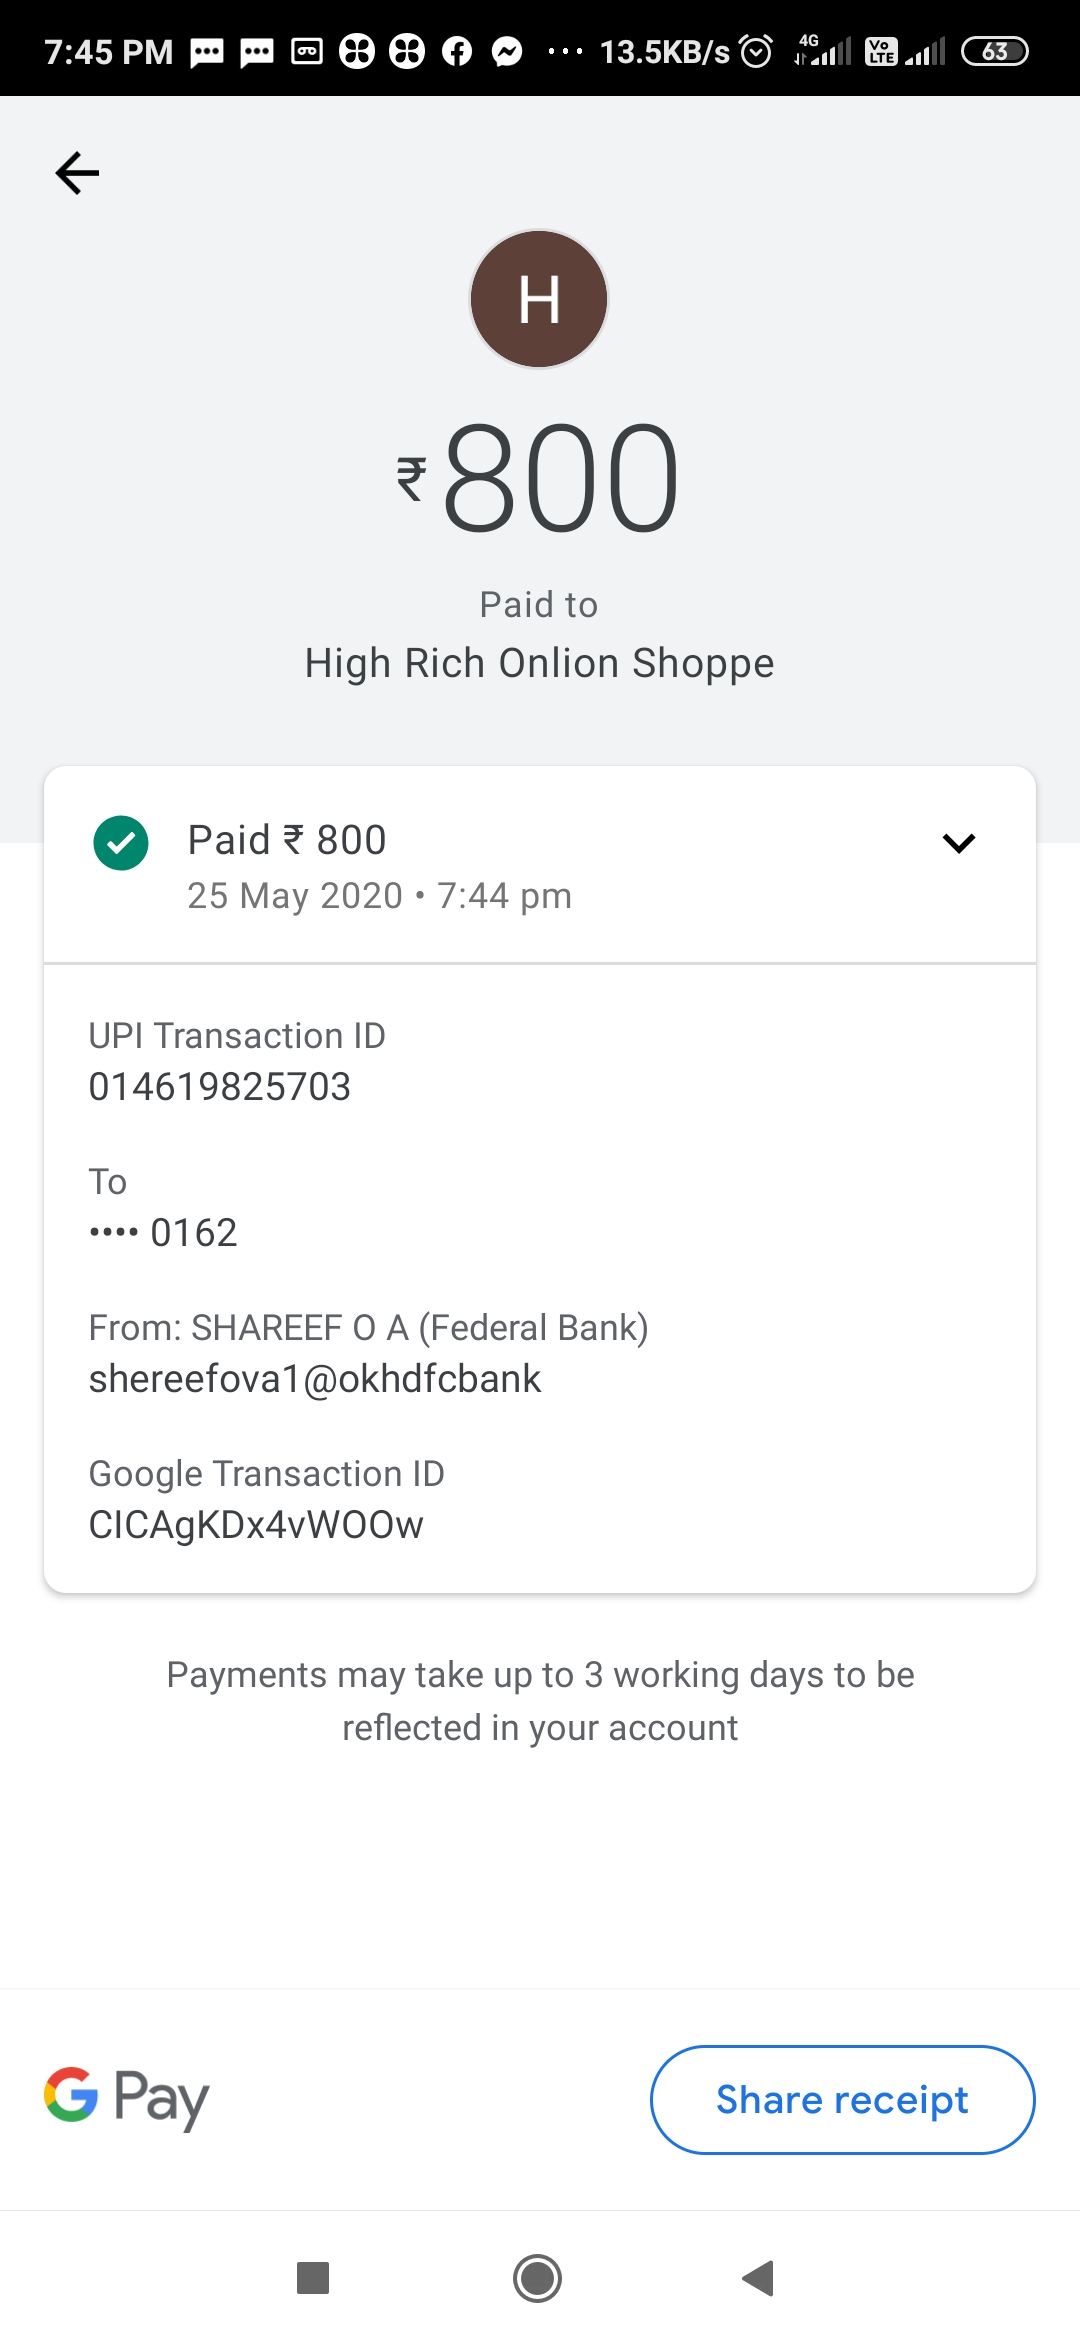 7:45 PM ... 13.5KB/s 4G Vo LTE 63
H
₹800
Paid to
High Rich Onlion Shoppe
Paid ₹ 800
25 May 2020 • 7:44 pm
UPI Transaction ID
014619825703
To
•••• 0162
From: SHAREEF O A (Federal Bank)
shereefova1@okhdfcbank
Google Transaction ID
CICAgKDx4vWOOw
Payments may take up to 3 working days to be
reflected in your account
G Pay
Share receipt